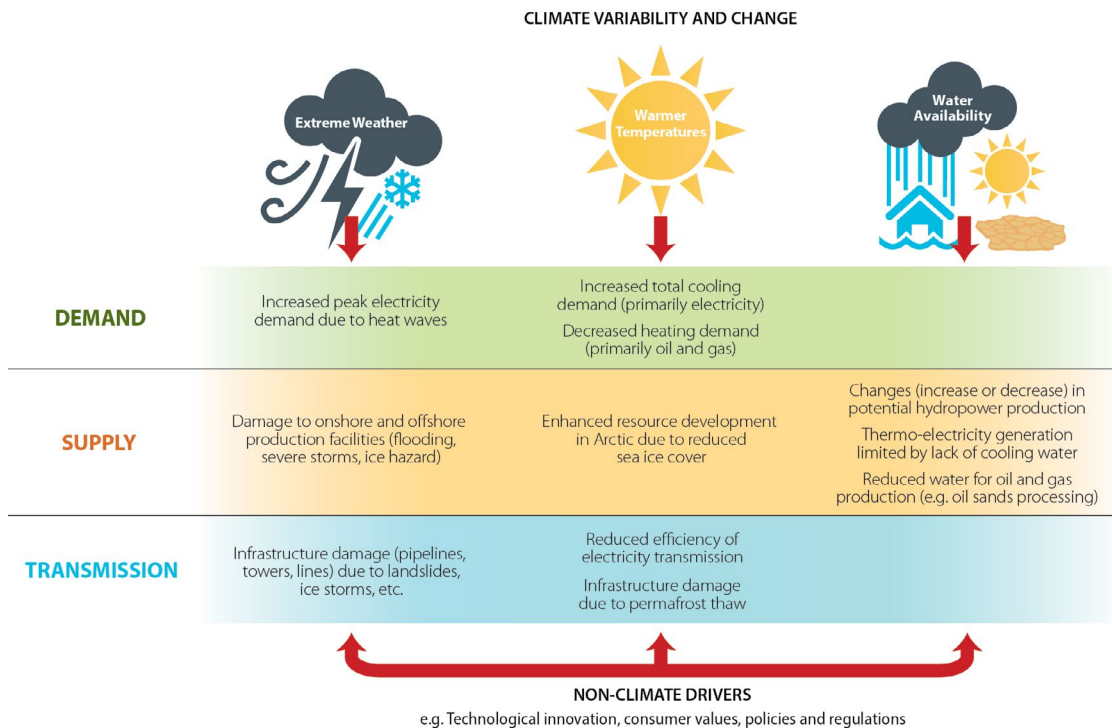 CLIMATE VARIABILITY AND CHANGE
Extreme Weather
Warmer
Temperatures
Water
Availability
DEMAND
Increased peak electricity
demand due to heat waves
Increased total cooling
demand (primarily electricity)
Decreased heating demand
(primarily oil and gas)
SUPPLY
Damage to onshore and offshore
production facilities (flooding,
severe storms, ice hazard)
Enhanced resource development
in Arctic due to reduced
sea ice cover
Changes (increase or decrease) in
potential hydropower production
Thermo-electricity generation
limited by lack of cooling water
Reduced water for oil and gas
production (e.g. oil sands processing)
TRANSMISSION
Infrastructure damage (pipelines,
towers, lines) due to landslides,
ice storms, etc.
Reduced efficiency of
electricity transmission
Infrastructure damage
due to permafrost thaw
NON-CLIMATE DRIVERS
e.g. Technological innovation, consumer values, policies and regulations